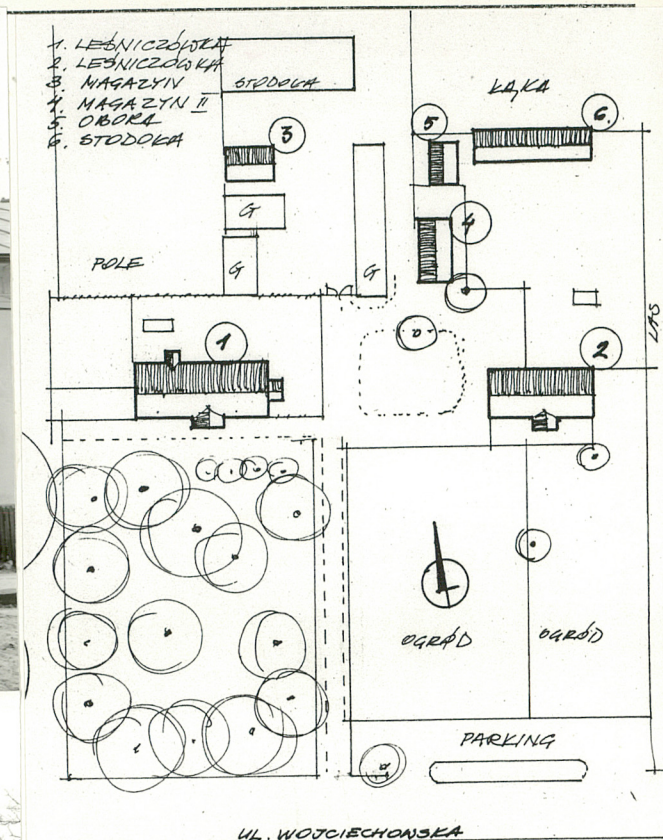 1. LEŚNICZÓWKA
2. LEŚNICZÓWKA
3. MAGAZYN
4. MAGAZYN II
5. OBORA
6. STODOŁA
STODOŁA
ŁĄKA
3
5
6.
G
4
POLE
G
G
LAS
1
2
OGRÓD
OGRÓD
PARKING
UL. WOJCIECHOWSKA